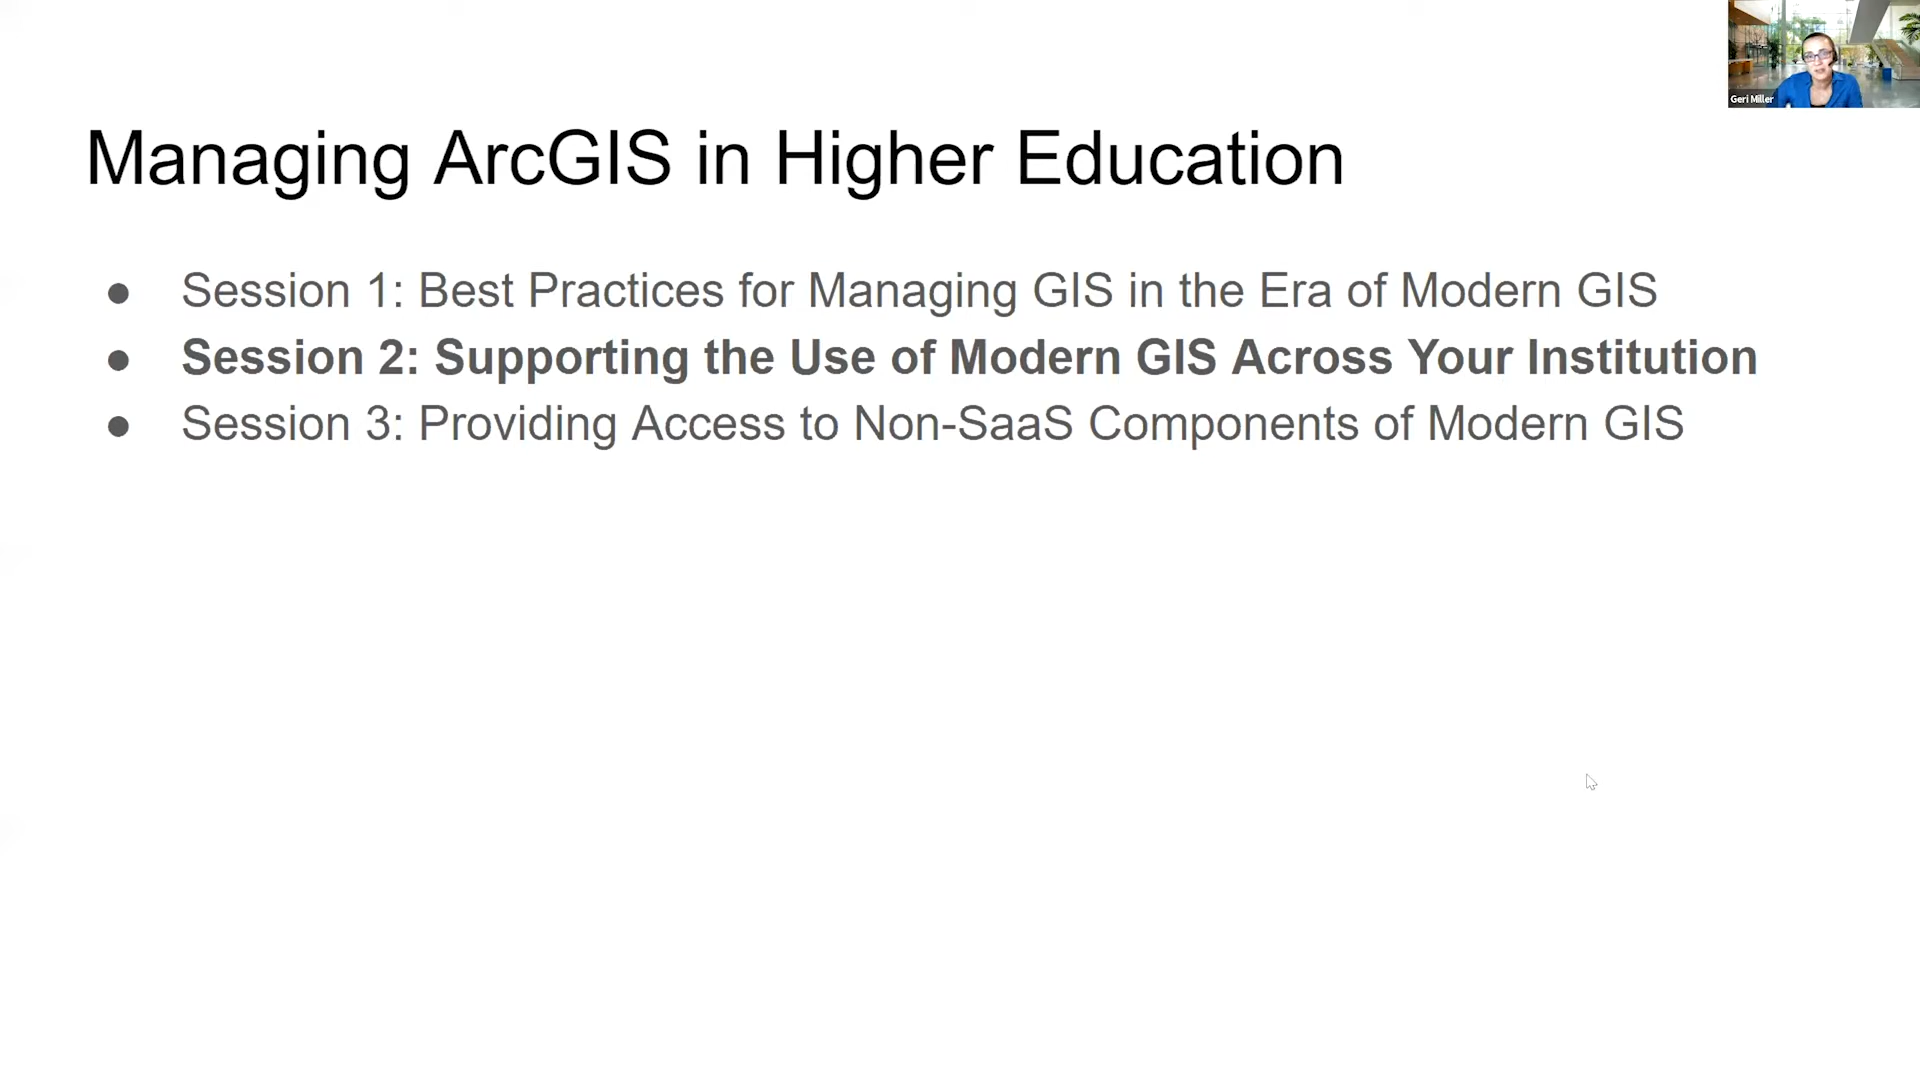 Geri Miller
Managing ArcGIS in Higher Education
● Session 1: Best Practices for Managing GIS in the Era of Modern GIS
● Session 2: Supporting the Use of Modern GIS Across Your Institution
● Session 3: Providing Access to Non-SaaS Components of Modern GIS